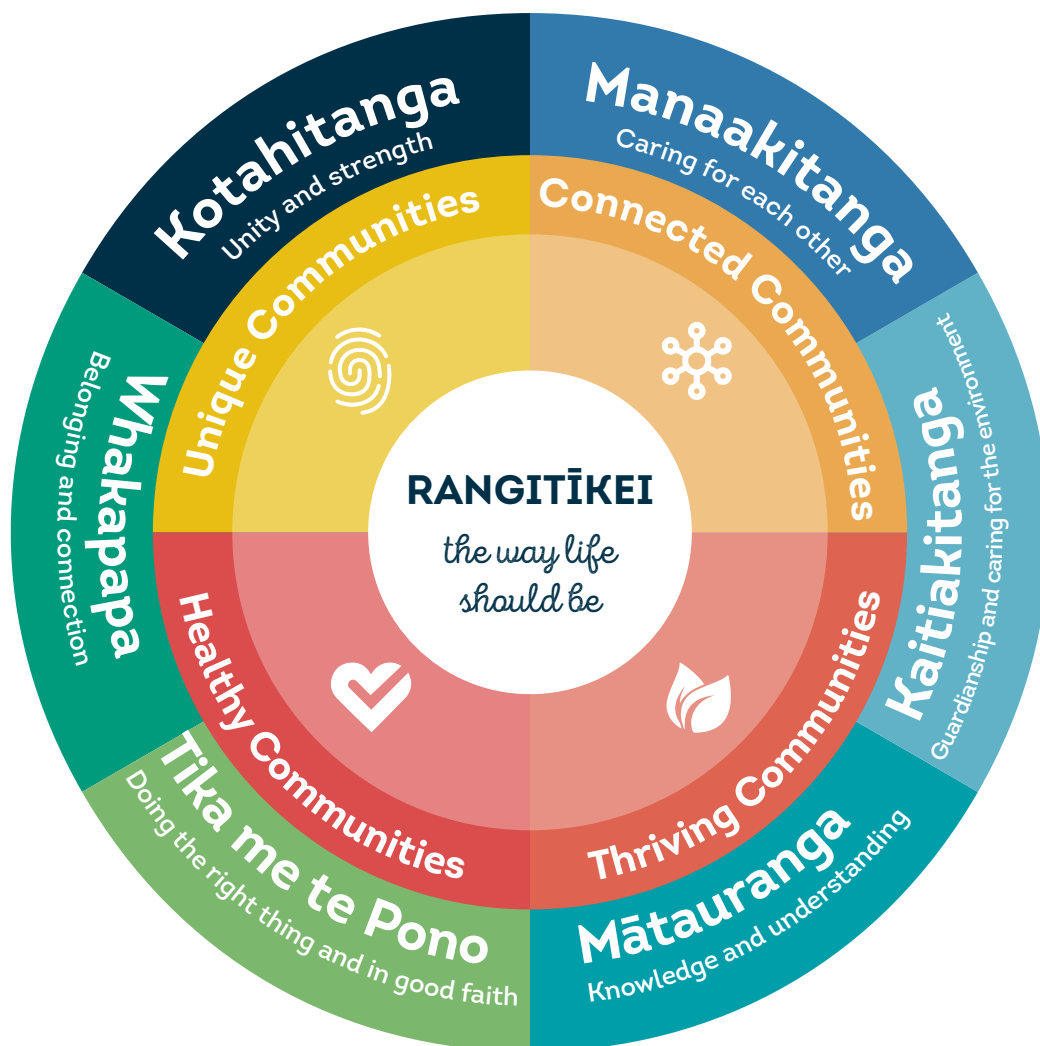 Kotahitanga
Unity and strength
Manaakitanga
Caring for each other
Kaitiakitanga
Guardianship and caring for the environment
Mātauranga
Knowledge and understanding
Tika me te Pono
Doing the right thing and in good faith
Whakapapa
Belonging and connection
Unique Communities
Connected Communities
Thriving Communities
Healthy Communities
RANGITĪKEI
the way life
should be